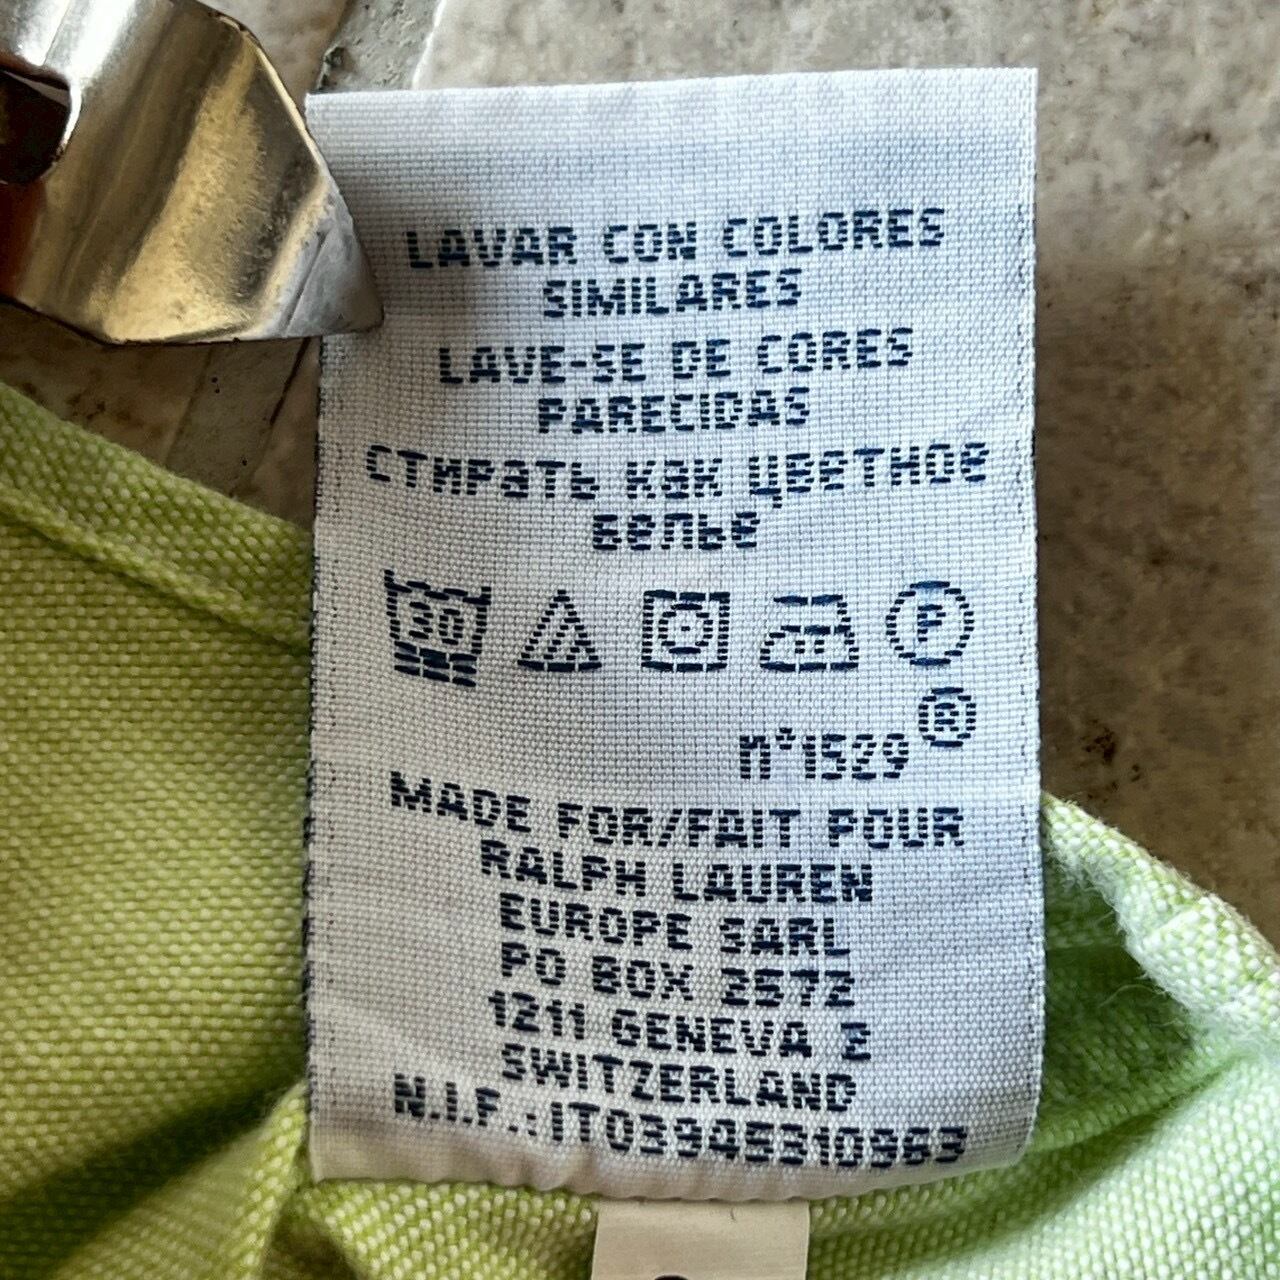 LAVAR CON COLORES
SIMILARES
LAVE-SE DE CORES
PARECIDAS
Стирать как цветное
белье
30 P
®
n°1529
MADE FOR/FAIT POUR
RALPH LAUREN
EUROPE SARL
PO BOX 2572
1211 GENEVA 2
SWITZERLAND
N.I.F.:IT03945310963